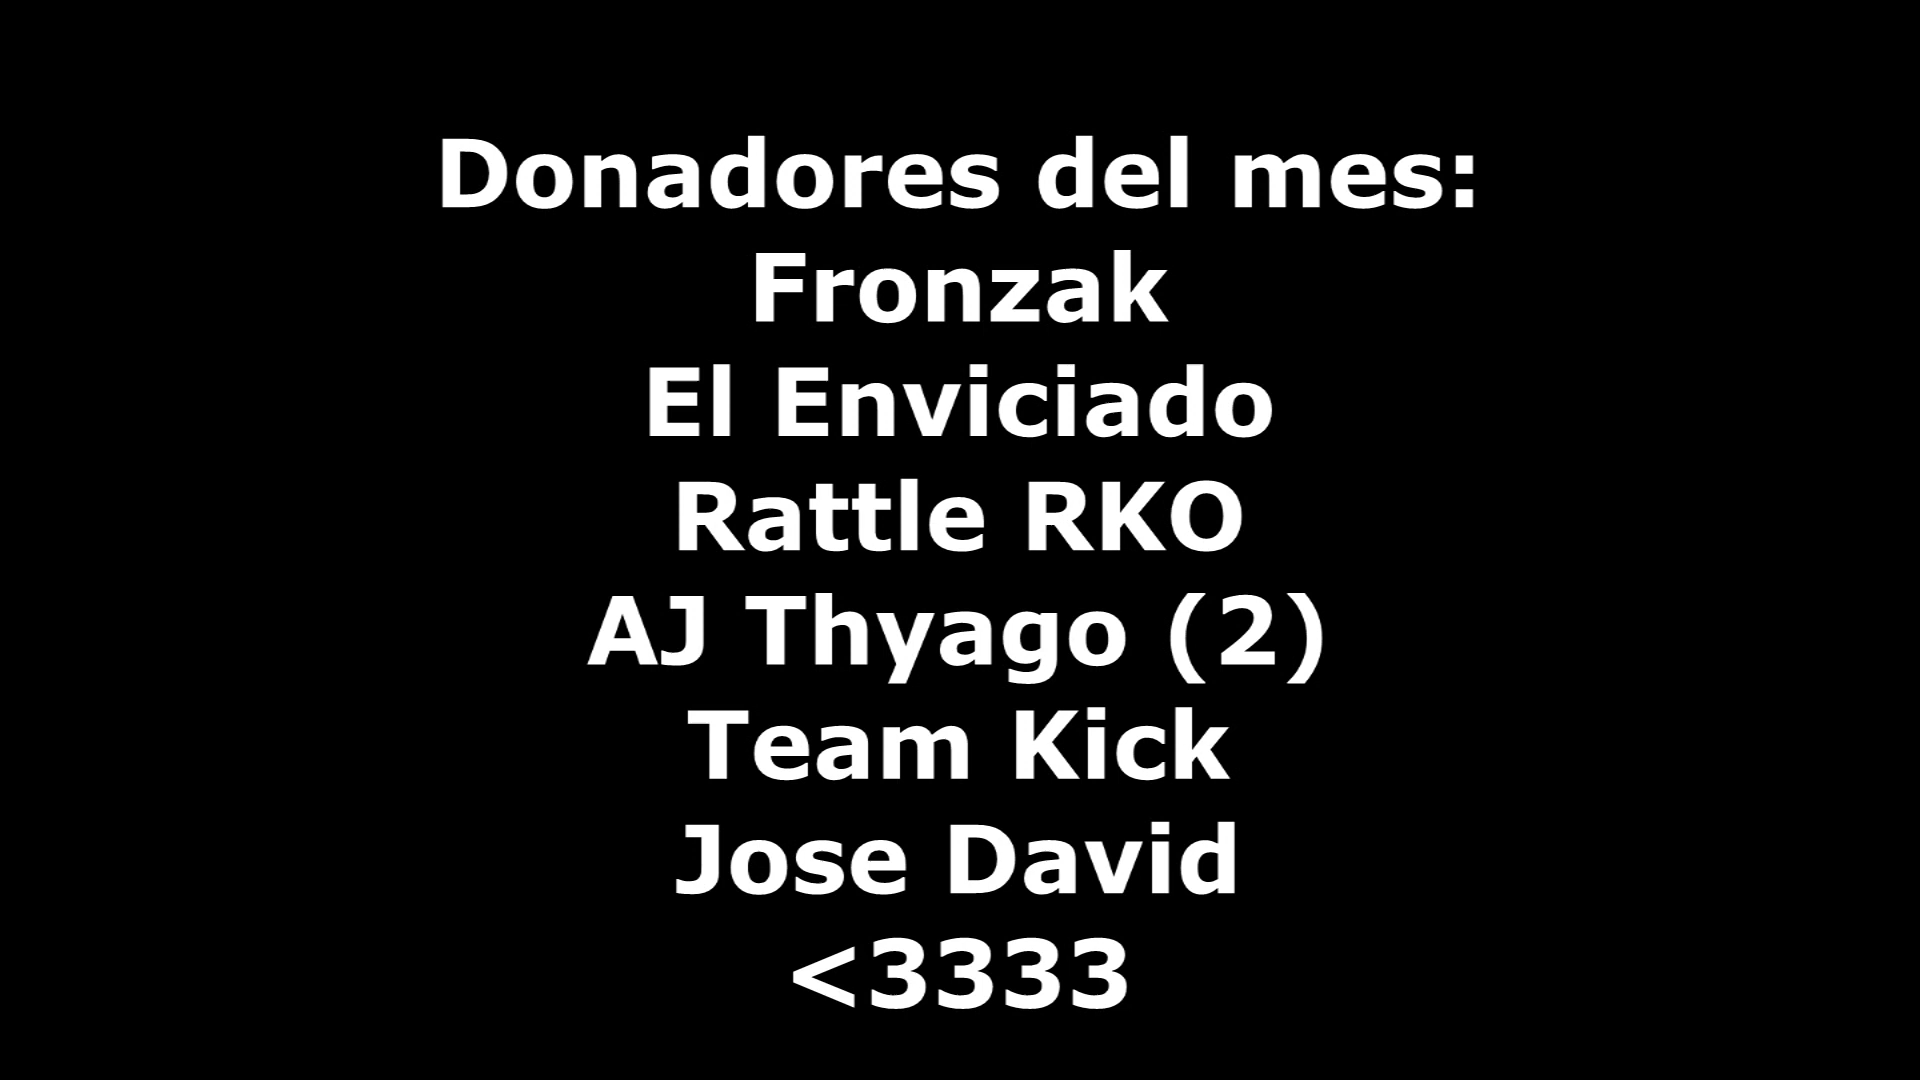 Donadores del mes:
Fronzak
El Enviciado
Rattle RKO
AJ Thyago (2)
Team Kick
Jose David
<3333